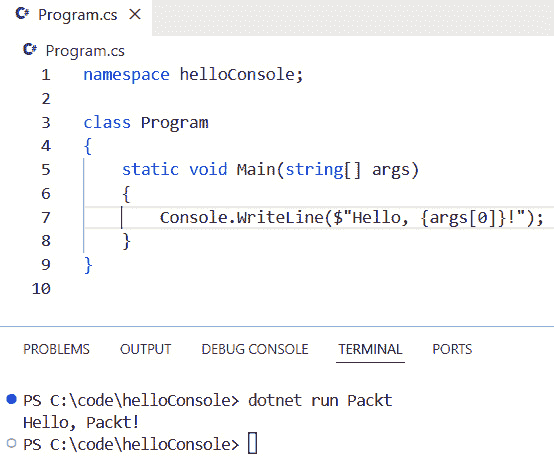 C# Program.cs ×
C# Program.cs
1 namespace helloConsole;
2
3 class Program
4 {
5     static void Main(string[] args)
6     {
7         Console.WriteLine($"Hello, {args[0]}!");
8     }
9 }
10
PROBLEMS OUTPUT DEBUG CONSOLE TERMINAL PORTS
PS C:\code\helloConsole> dotnet run Packt
Hello, Packt!
PS C:\code\helloConsole>